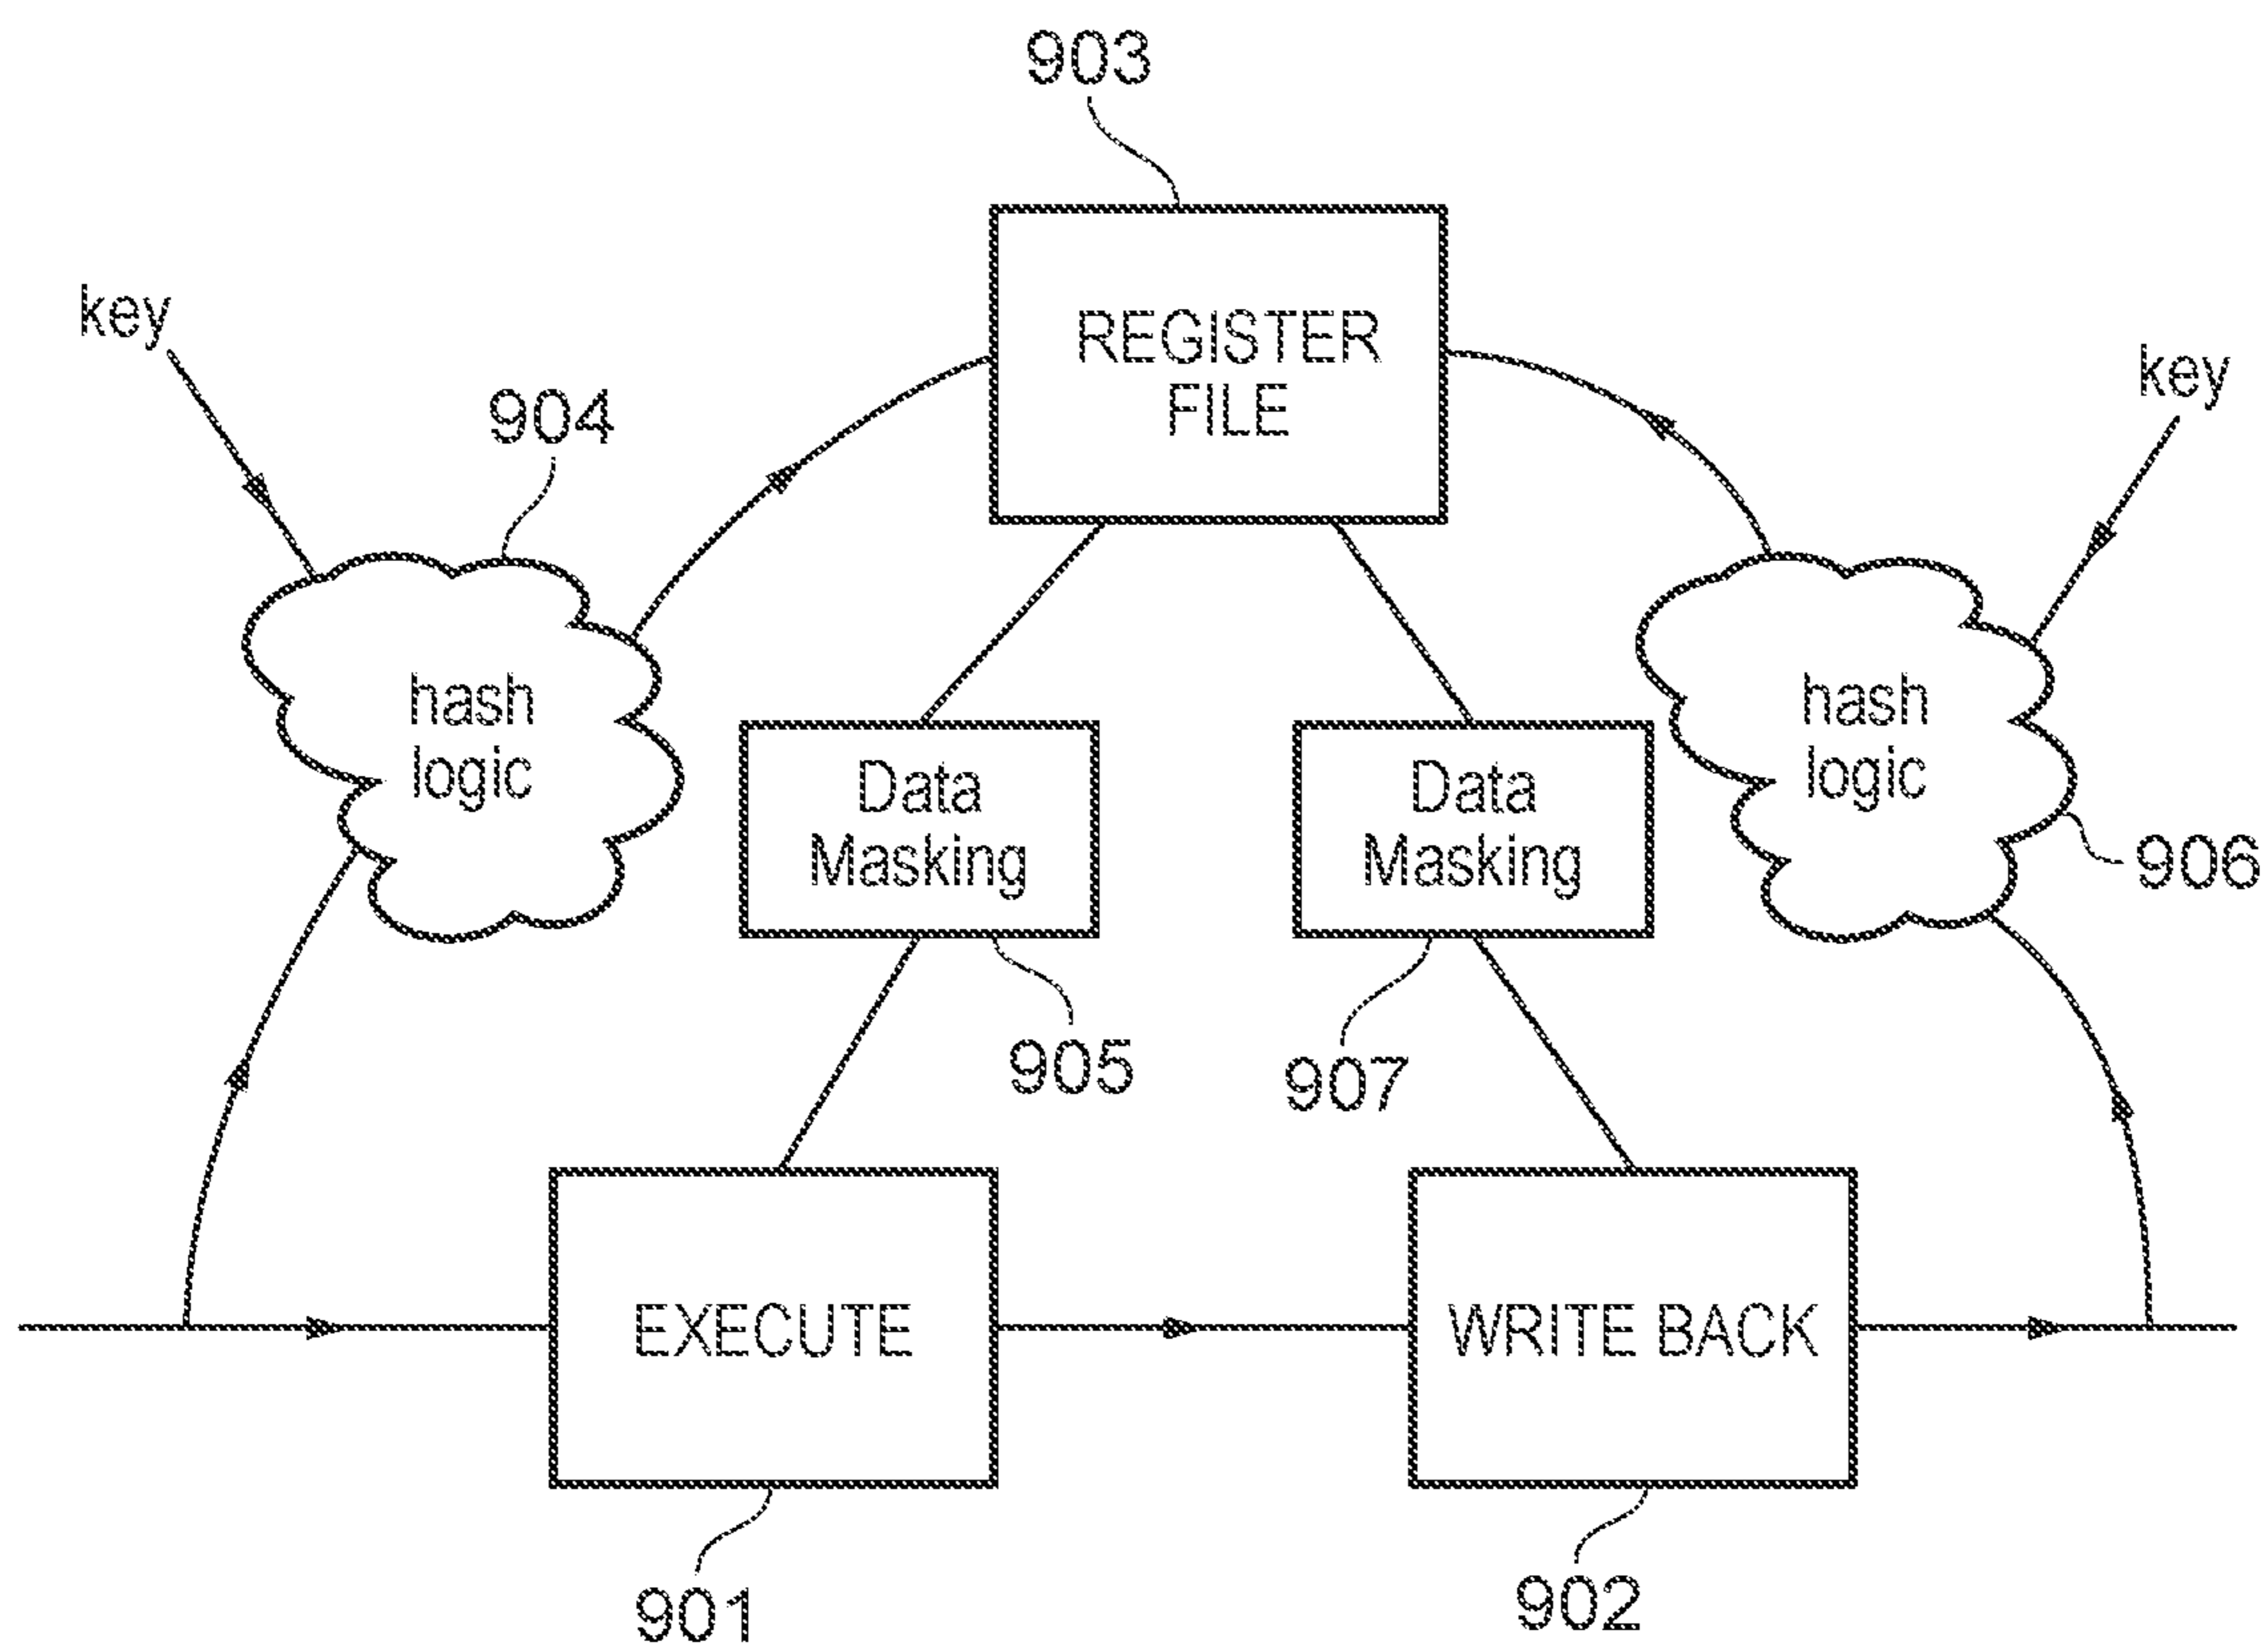 903
key
key
904
REGISTER
FILE
hash
logic
hash
logic
Data
Masking
Data
Masking
906
905
907
EXECUTE
WRITE BACK
901
902